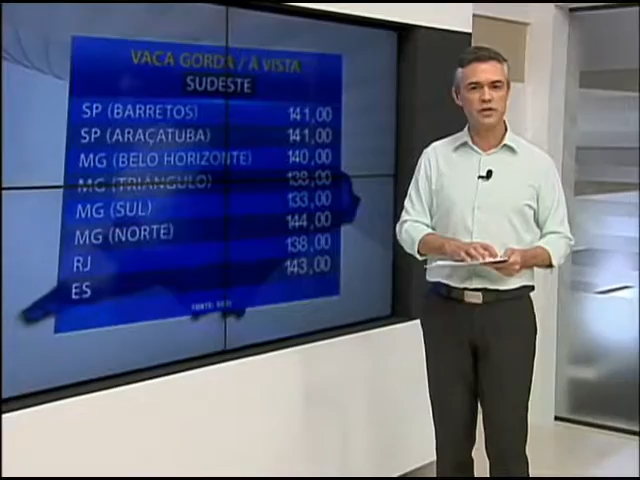 VACA GORDA / À VISTA
SUDESTE
SP (BARRETOS) 141,00
SP (ARAÇATUBA) 141,00
MG (BELO HORIZONTE) 140,00
MG (TRIÂNGULO) 138,00
MG (SUL) 133,00
MG (NORTE) 144,00
RJ 138,00
ES 143,00
FONTE: